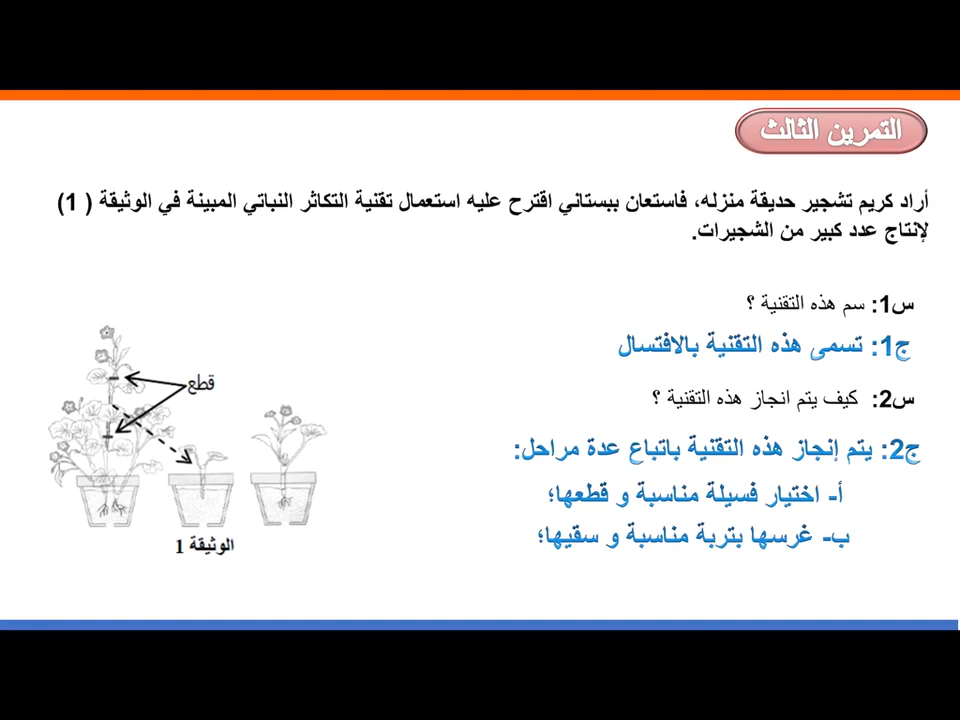 التمرين الثالث
أراد كريم تشجير حديقة منزله، فاستعان ببستاني اقترح عليه استعمال تقنية التكاثر النباتي المبينة في الوثيقة ( 1)
لإنتاج عدد كبير من الشجيرات.
س1: سم هذه التقنية ؟
ج1: تسمى هذه التقنية بالافتسال
س2: كيف يتم انجاز هذه التقنية ؟
ج2: يتم إنجاز هذه التقنية باتباع عدة مراحل:
أ- اختيار فسيلة مناسبة و قطعها؛
ب- غرسها بتربة مناسبة و سقيها؛
قطع
الوثيقة 1